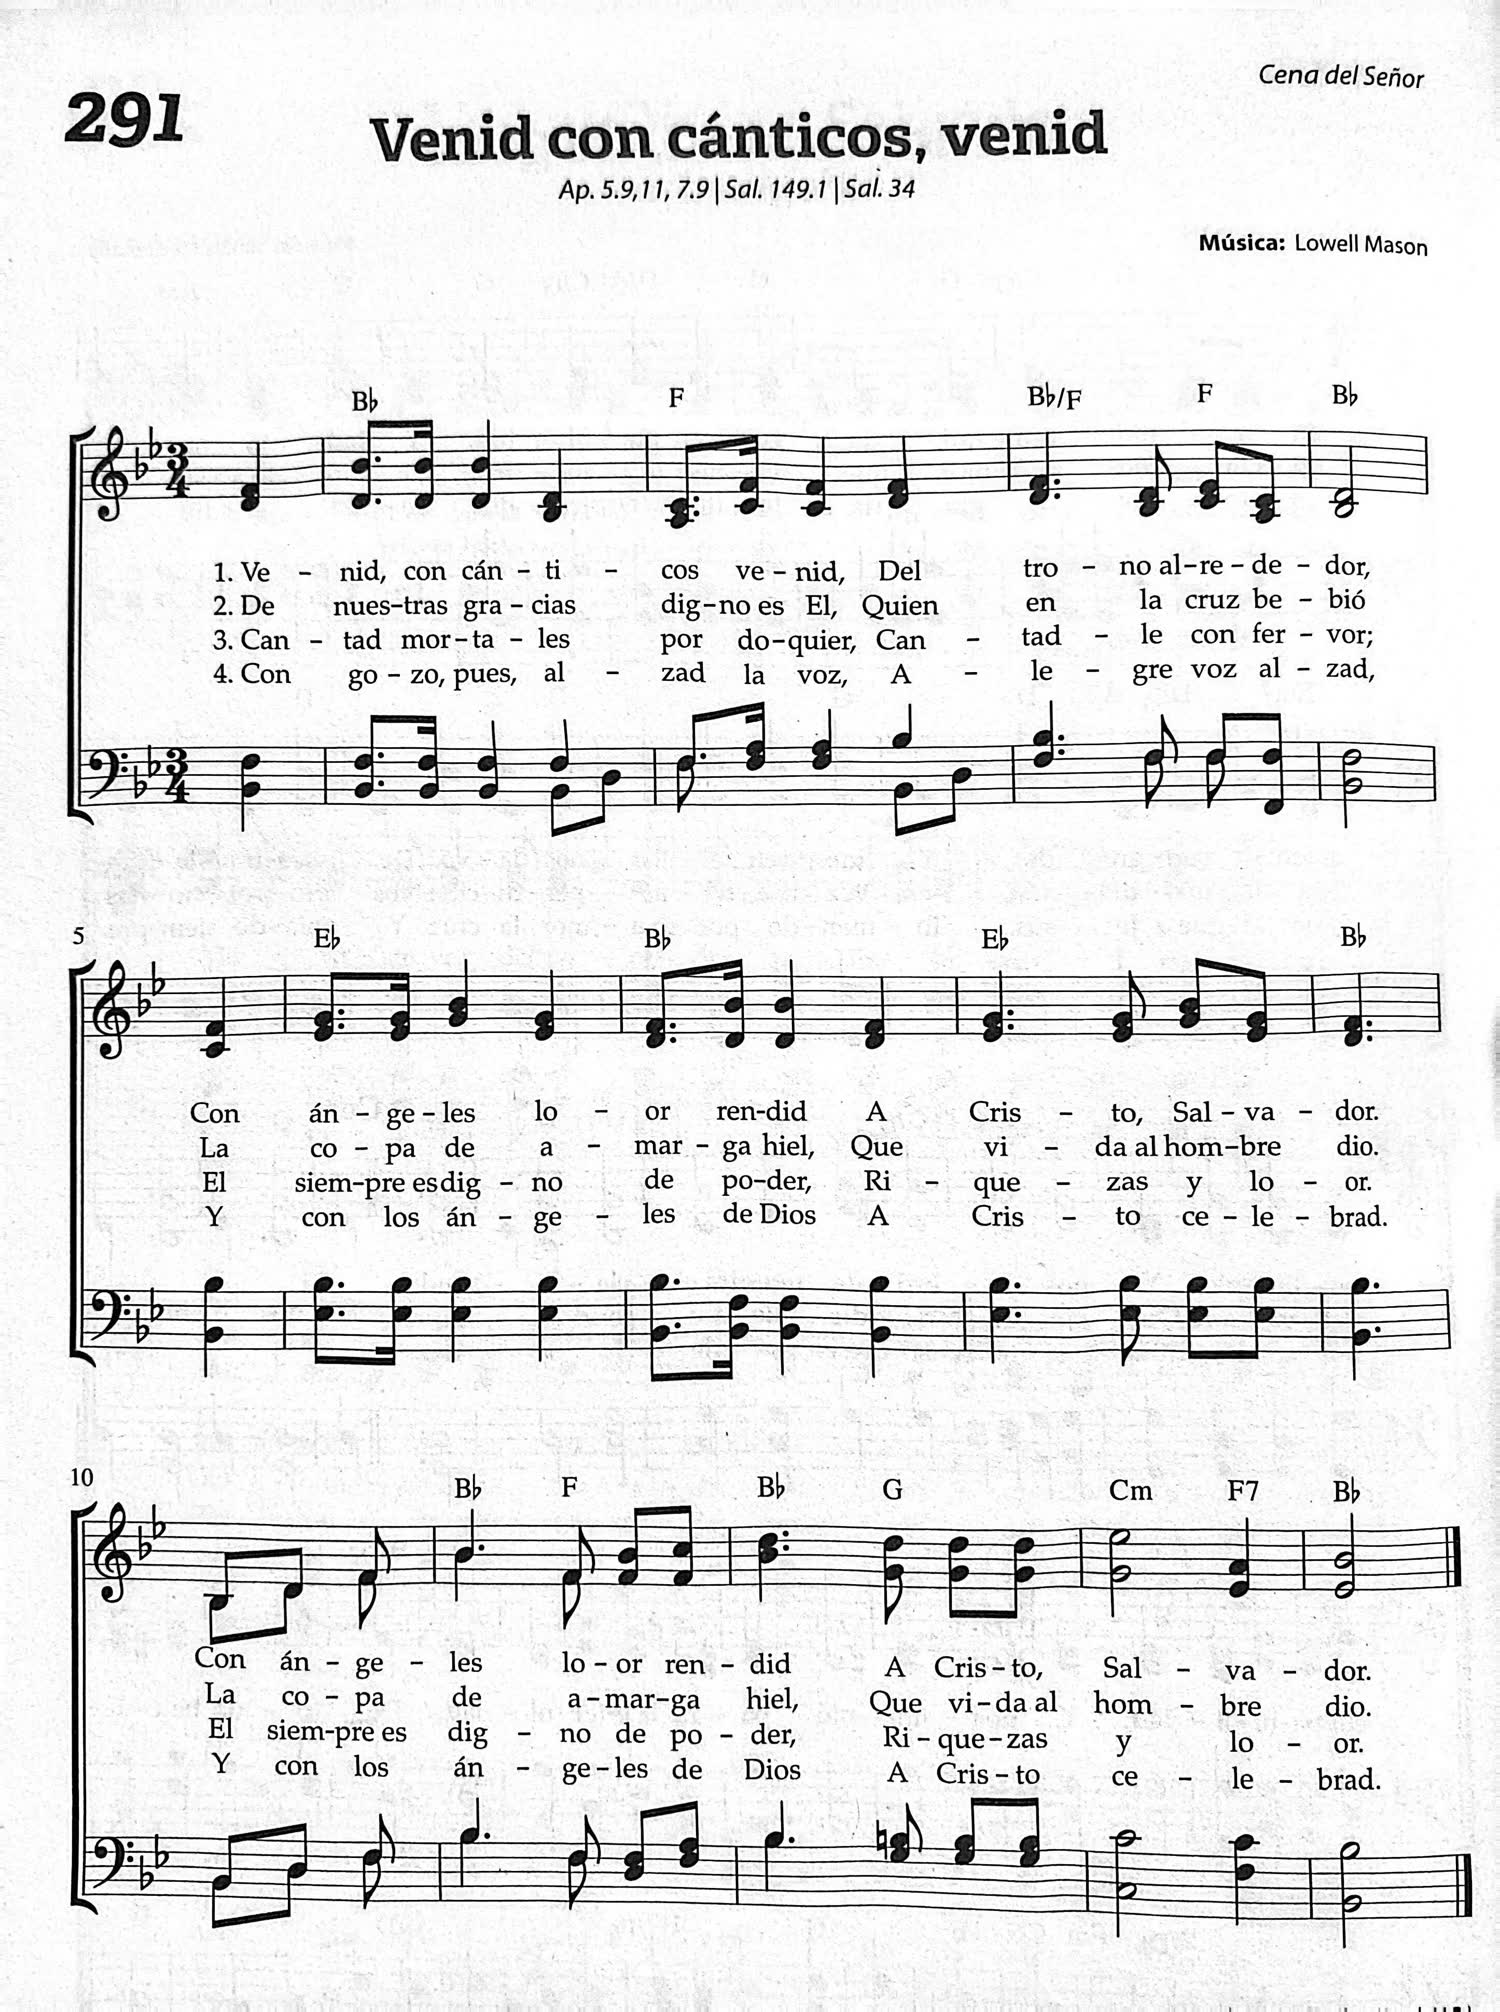 Cena del Señor
291
Venid con cánticos, venid
Ap. 5.9,11, 7.9 | Sal. 149.1 | Sal. 34
Música: Lowell Mason
B♭ F B♭/F F B♭
3 4
1. Ve – nid, con cán – ti – cos ve – nid, Del tro – no al–re – de – dor,
2. De nues–tras gra – cias dig–no es El, Quien en la cruz be – bió
3. Can – tad mor–ta – les por do–quier, Can – tad – le con fer – vor;
4. Con go – zo, pues, al – zad la voz, A – le – gre voz al – zad,
3 4
5 E♭ B♭ E♭ B♭
Con án – ge – les lo – or ren-did A Cris – to, Sal – va – dor.
La co – pa de a – mar – ga hiel, Que vi – da al hom–bre dio.
El siem–pre es dig – no de po–der, Ri – que – zas y lo – or.
Y con los án – ge – les de Dios A Cris – to ce – le – brad.
10 B♭ F B♭ G Cm F7 B♭
Con án – ge – les lo – or ren – did A Cris – to, Sal – va – dor.
La co – pa de a–mar–ga hiel, Que vi–da al hom – bre dio.
El siem–pre es dig – no de po – der, Ri – que–zas y lo – or.
Y con los án – ge–les de Dios A Cris–to ce – le – brad.